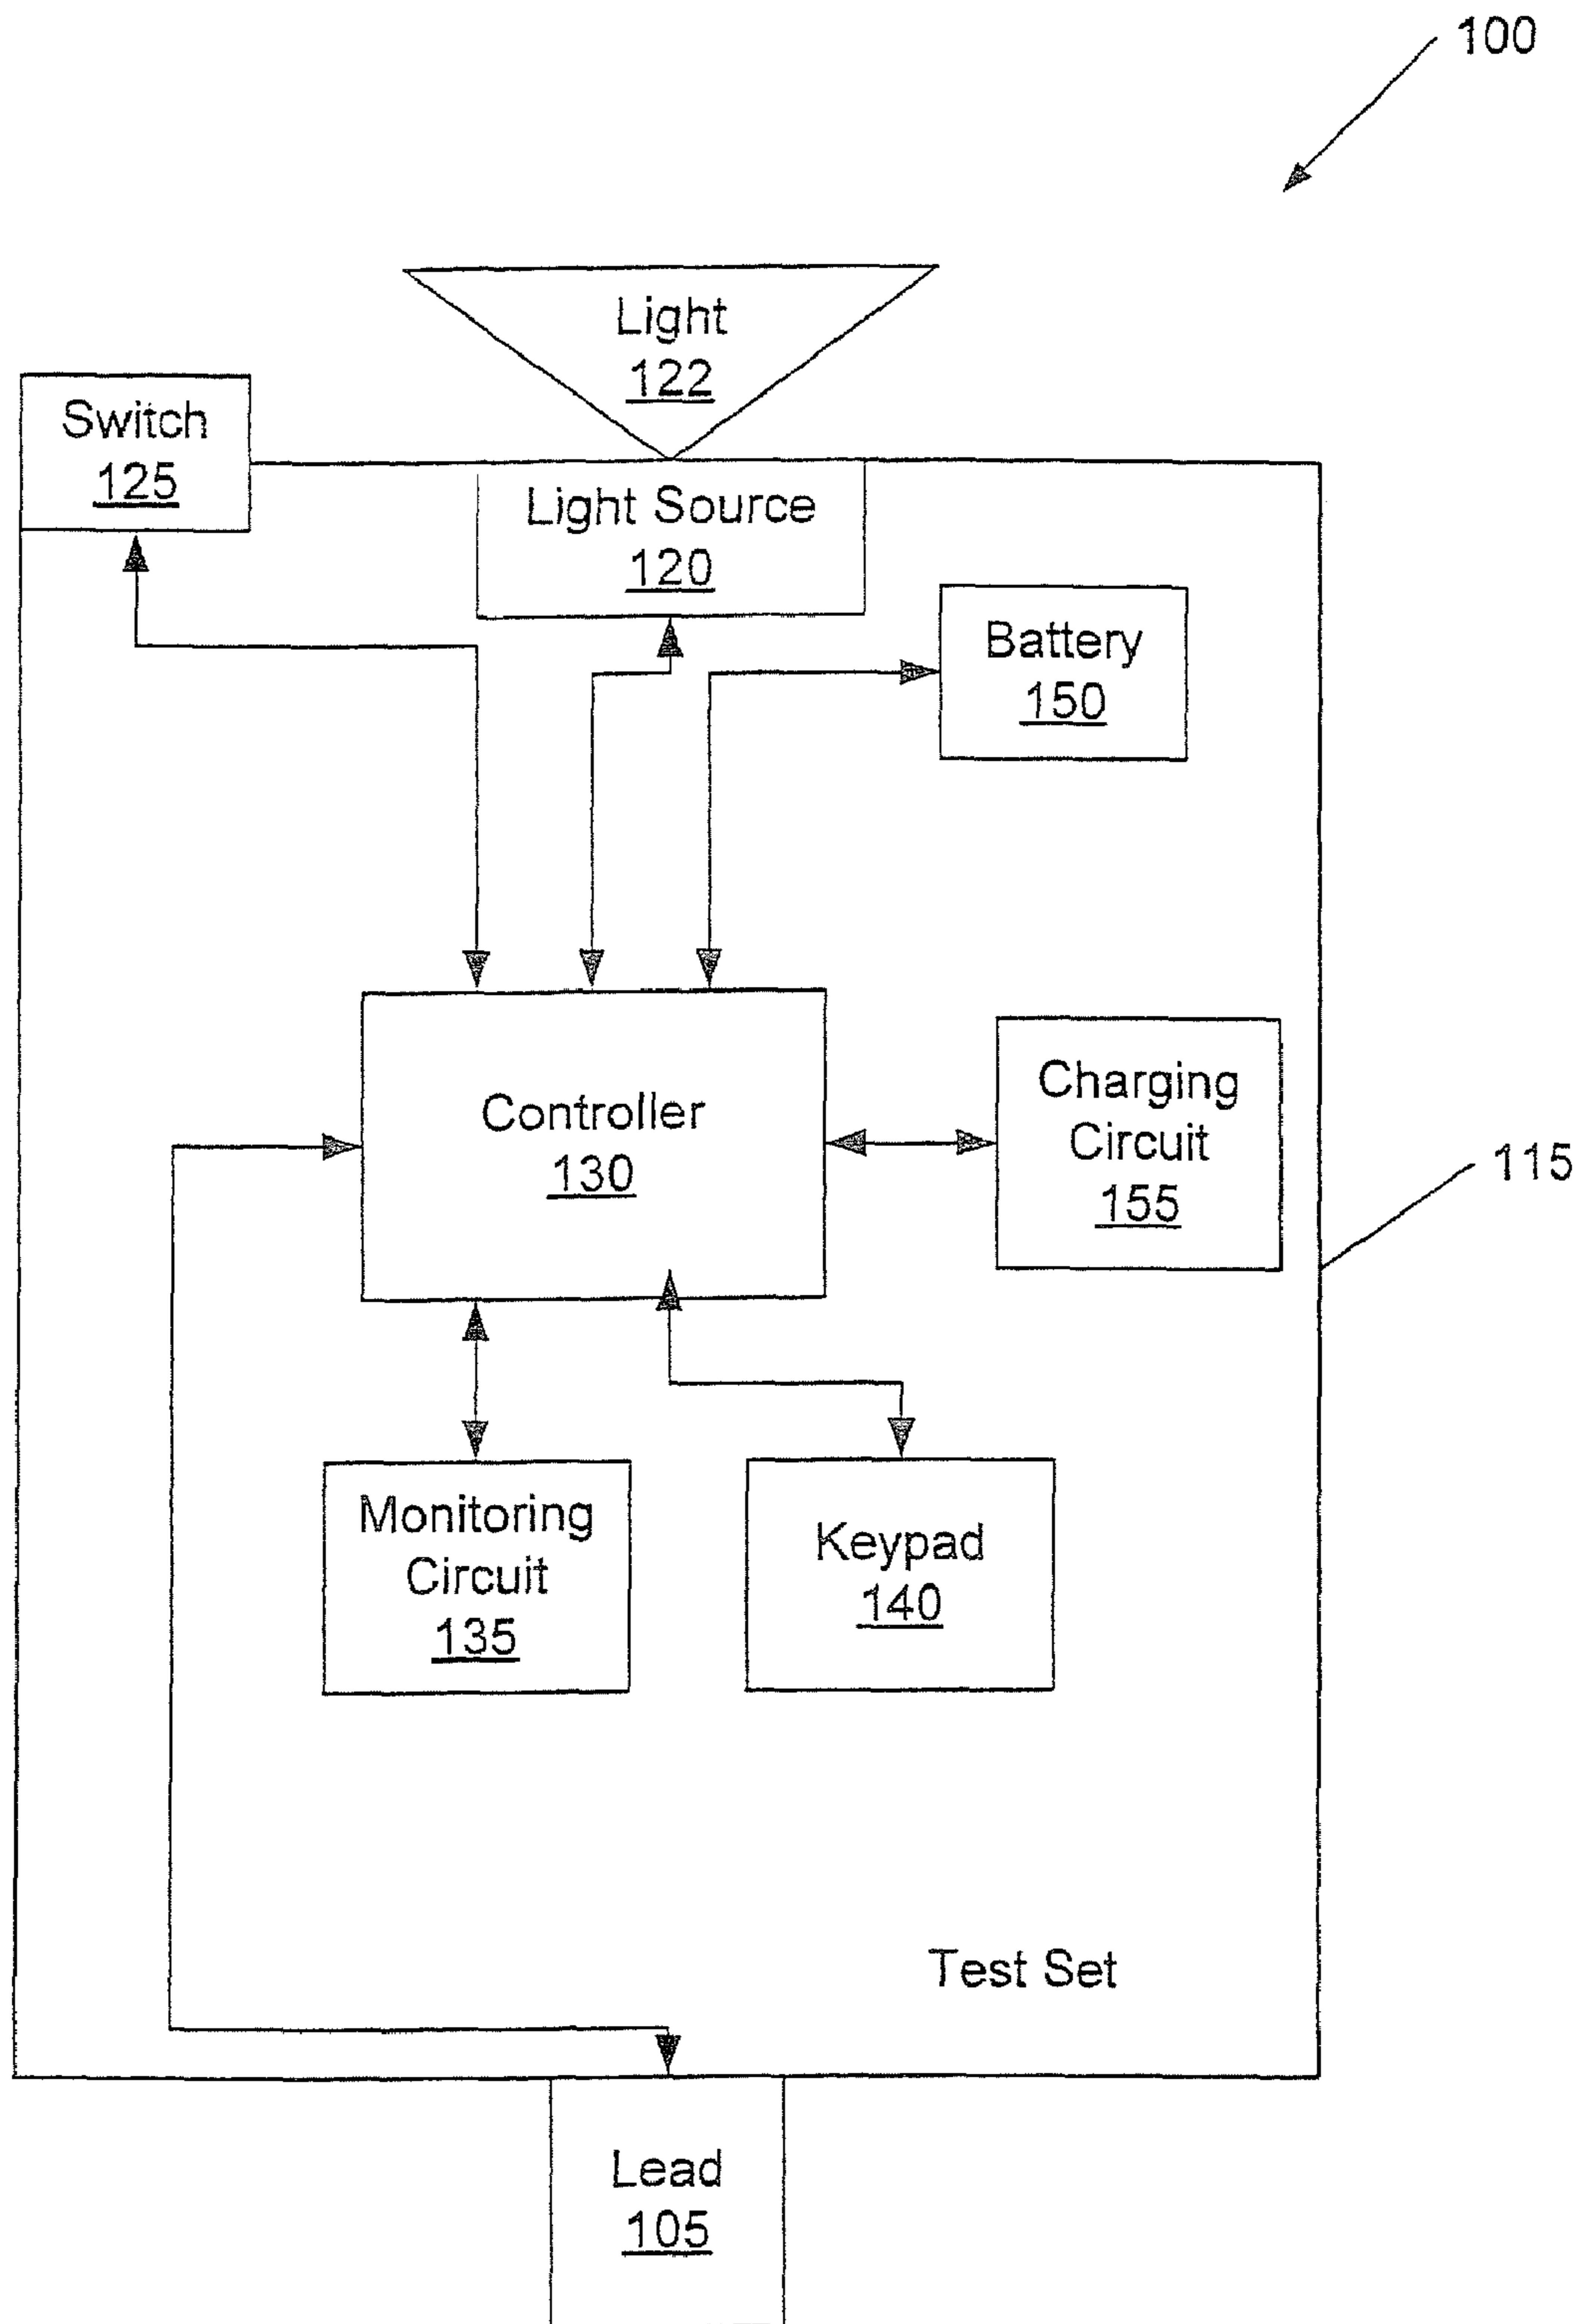 100
Light
122
Switch
125
Light Source
120
Battery
150
Controller
130
Charging
Circuit
155
115
Monitoring
Circuit
135
Keypad
140
Test Set
Lead
105